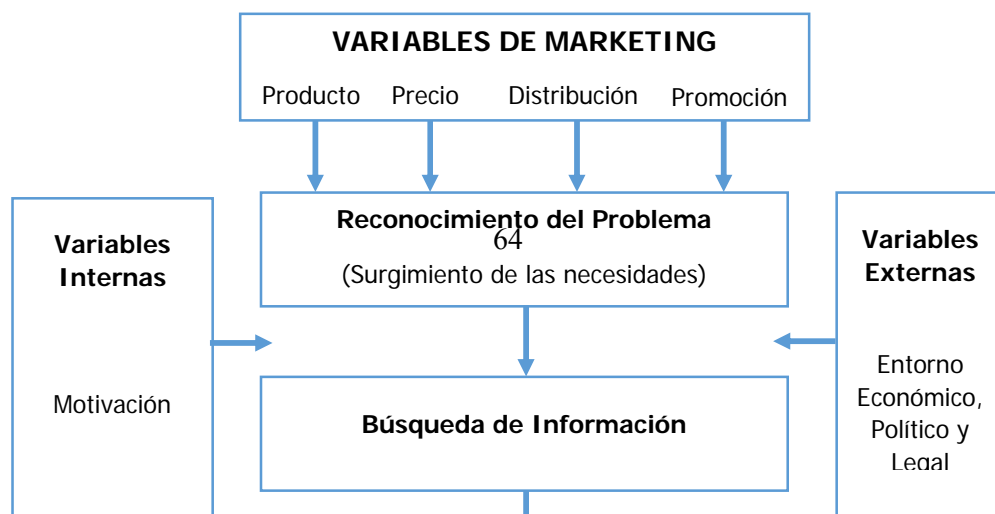 VARIABLES DE MARKETING
Producto Precio Distribución Promoción
Reconocimiento del Problema
64
(Surgimiento de las necesidades)
Variables
Internas
Motivación
Variables
Externas
Entorno
Económico,
Político y
Legal
Búsqueda de Información